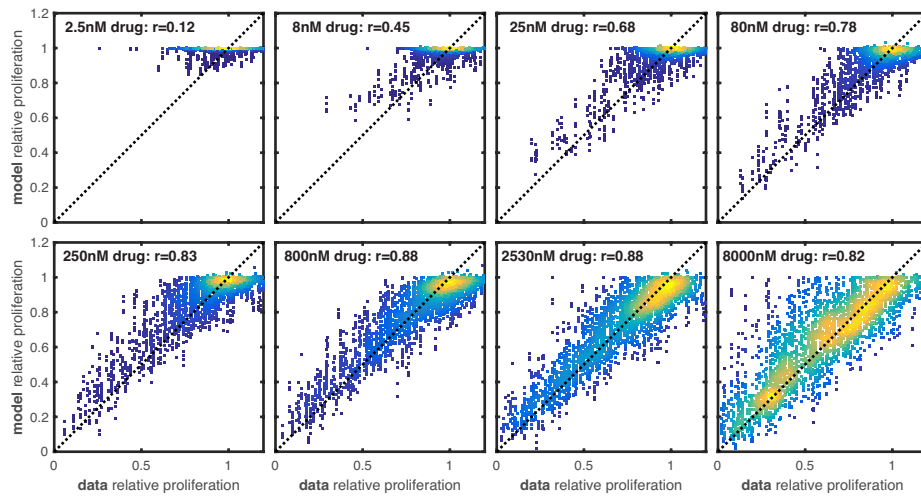 2.5nM drug: r=0.12
8nM drug: r=0.45
25nM drug: r=0.68
80nM drug: r=0.78
1.2
1
0.8
0.6
0.4
0.2
0
model relative proliferation
250nM drug: r=0.83
800nM drug: r=0.88
2530nM drug: r=0.88
8000nM drug: r=0.82
1.2
1
0.8
0.6
0.4
0.2
0
model relative proliferation
0 0.5 1
0 0.5 1
0 0.5 1
0 0.5 1
data relative proliferation
data relative proliferation
data relative proliferation
data relative proliferation